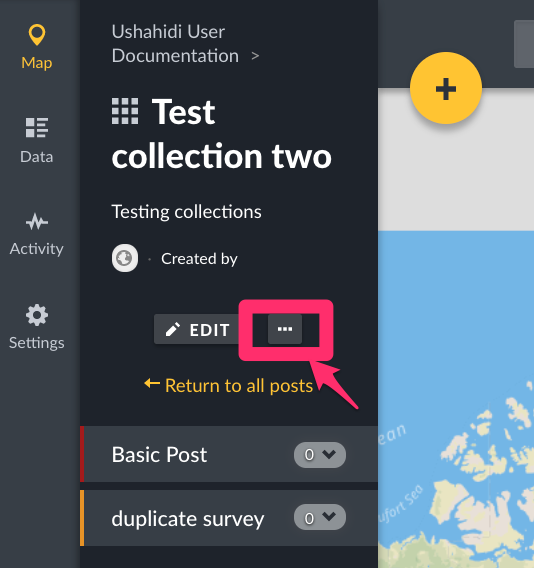 Map
Data
Activity
Settings
Ushahidi User
Documentation >
Test
collection two
Testing collections
· Created by
EDIT
...
Return to all posts
Basic Post 0
duplicate survey 0
+
ean
ufort Sea